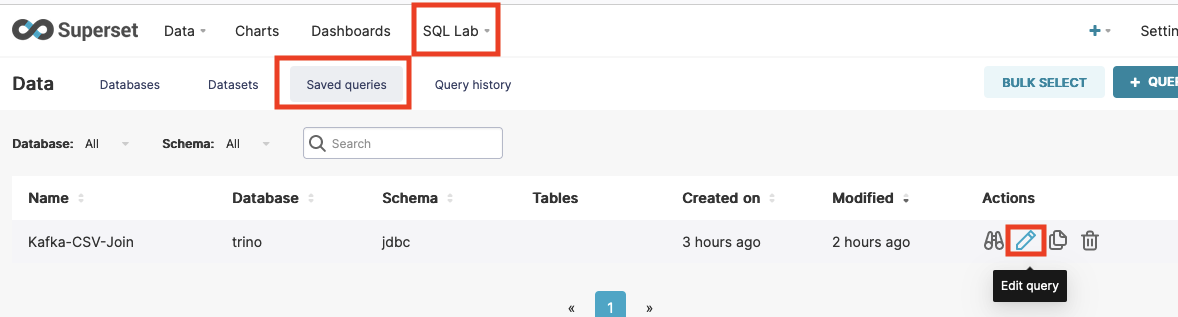 Superset Data Charts Dashboards SQL Lab + Settin
Data Databases Datasets Saved queries Query history BULK SELECT + QUE
Database: All Schema: All Search
Name Database Schema Tables Created on Modified Actions
Kafka-CSV-Join trino jdbc 3 hours ago 2 hours ago
Edit query
« 1 »